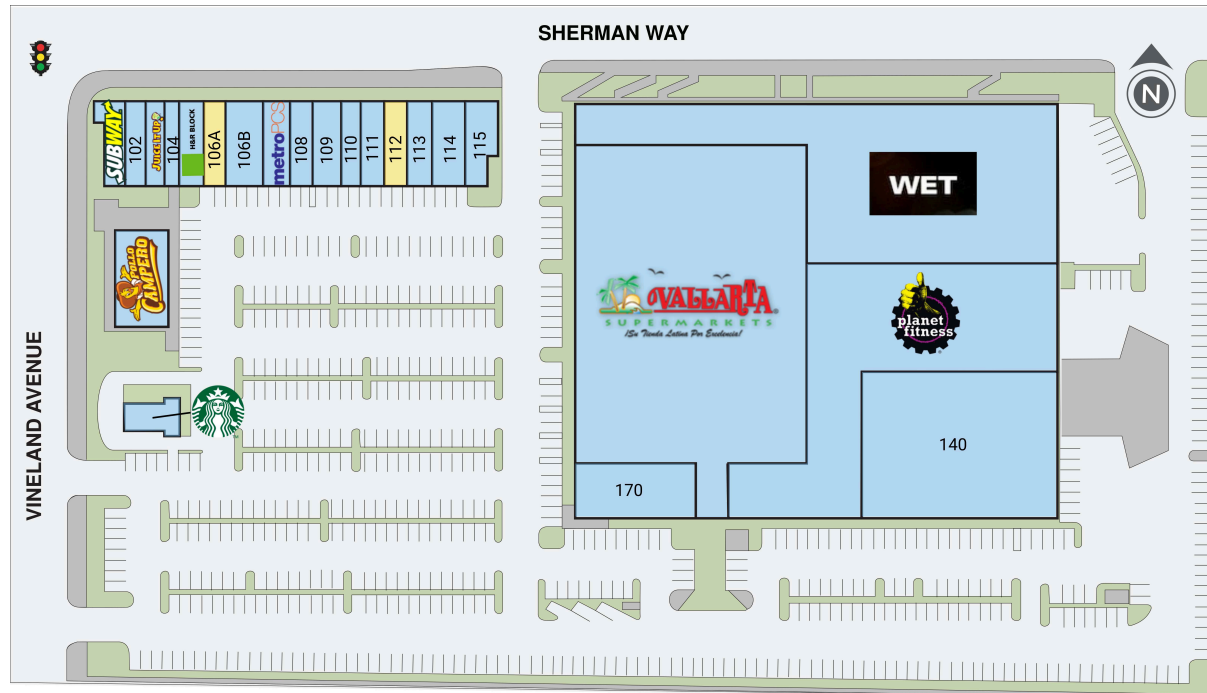 SHERMAN WAY
N
SUBWAY
102
JUICE IT UP
104
H&R BLOCK
106A
106B
metroPCS
108
109
110
111
112
113
114
115
WET
POLLO
CAMPERO
VALLARTA
SUPERMARKETS
¡Su Tienda Latina Por Excelencia!
planet
fitness
VINELAND AVENUE
140
170